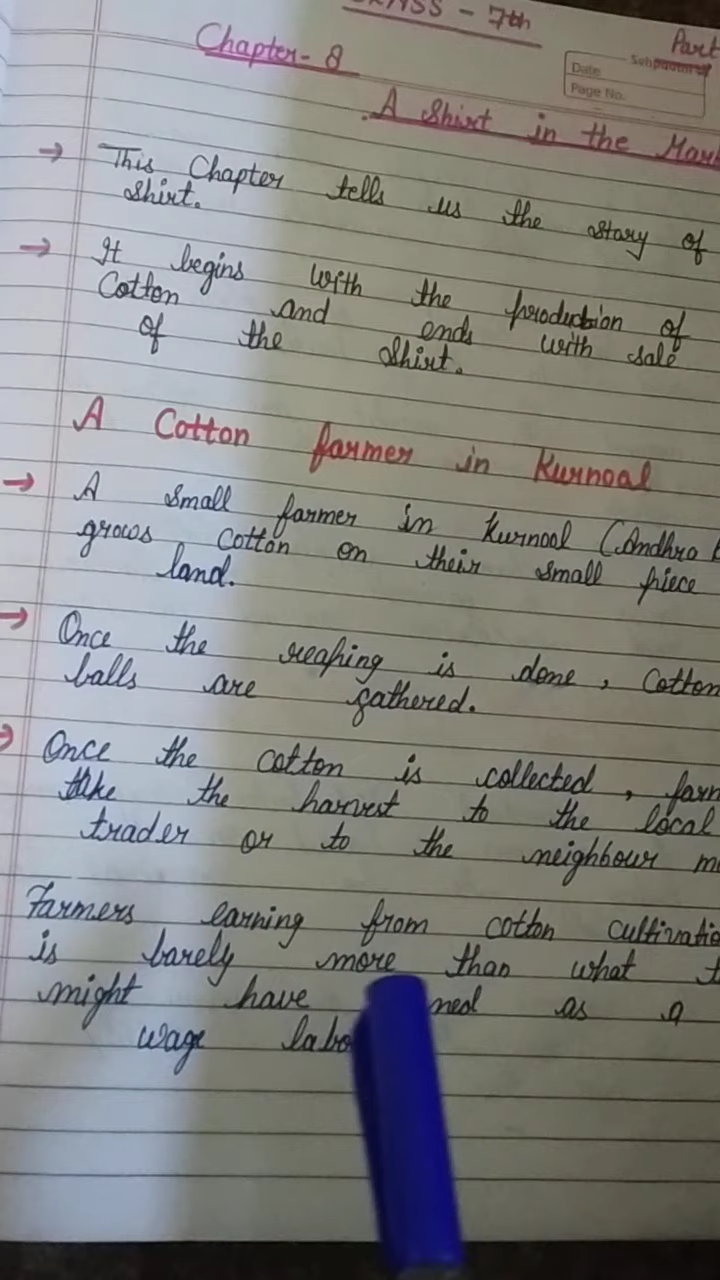 - 7th
Part
Chapter- 8
Date
Page No.
A Shirt in the
→ This Chapter tells us the story of
shirt.
→ It begins with the production of
Cotton and ends with sale
of the shirt.
A Cotton farmer in Kurnoal
→ A small farmer in Kurnool (Andhra
grows cotton on their small piece
land.
→ Once the reaping is done, Cotton
balls are gathered.
→ Once the cotton is collected,
take the harvest to the local
trader or to the neighbour
Farmers earning from cotton
is barely more than what
might have as a
wage